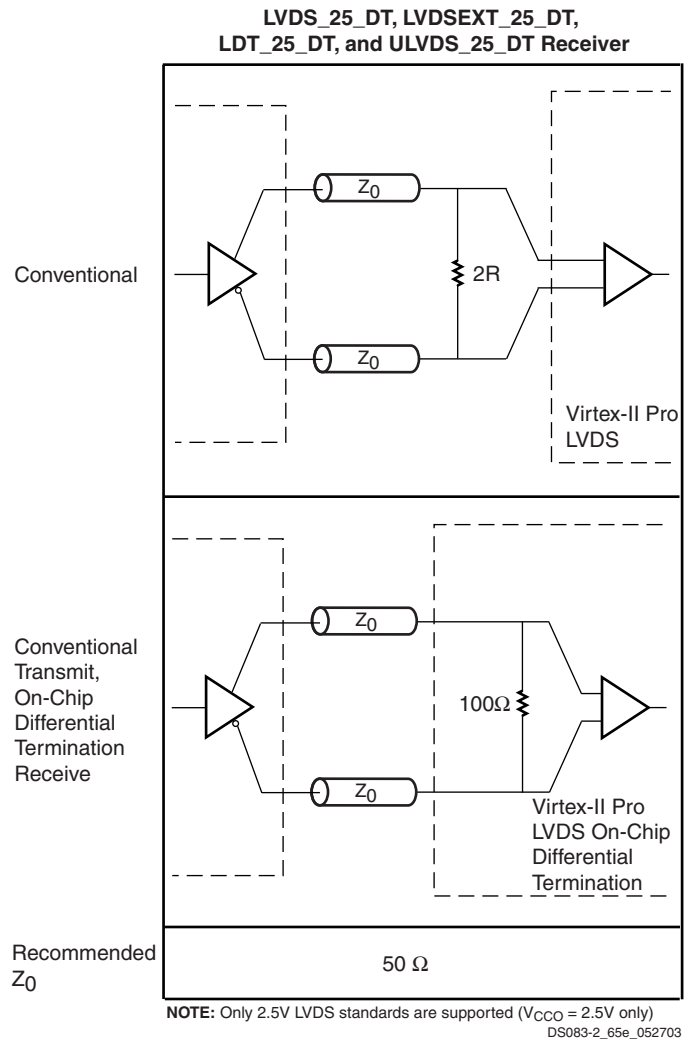 LVDS_25_DT, LVDSEXT_25_DT,
LDT_25_DT, and ULVDS_25_DT Receiver
Conventional
Z0
2R
Z0
Virtex-II Pro
LVDS
Conventional
Transmit,
On-Chip
Differential
Termination
Receive
Z0
100Ω
Z0
Virtex-II Pro
LVDS On-Chip
Differential
Termination
Recommended
Z0
50 Ω
NOTE: Only 2.5V LVDS standards are supported (VCCO = 2.5V only)
DS083-2_65e_052703